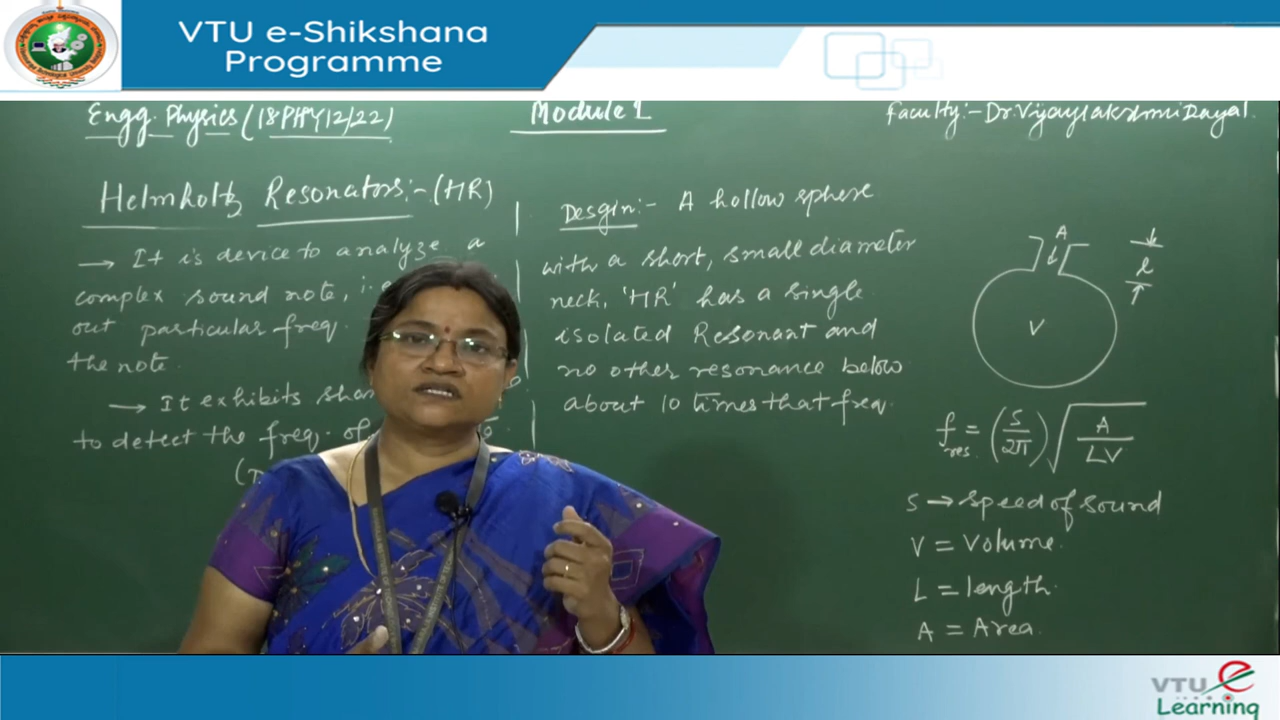 VTU e-Shikshana
Programme
Engg. Physics (18PHY12/22)
Module 1
Faculty:- Dr. Vijaylakshmi Dayal.
Helmholtz Resonators:- (HR)
→ It is device to analyze a
complex sound note, i.e
out particular freq.
the note.
→ It exhibits shar
to detect the freq. of
Desgin:- A hollow sphere
with a short, small diameter
neck, 'HR' has a single
isolated Resonant and
no other resonance below
about 10 times that freq.
A
l
l
V
f res. = (S/2π) √(A/LV)
S → speed of sound
V = Volume.
L = length.
A = Area.
VTU e
Learning